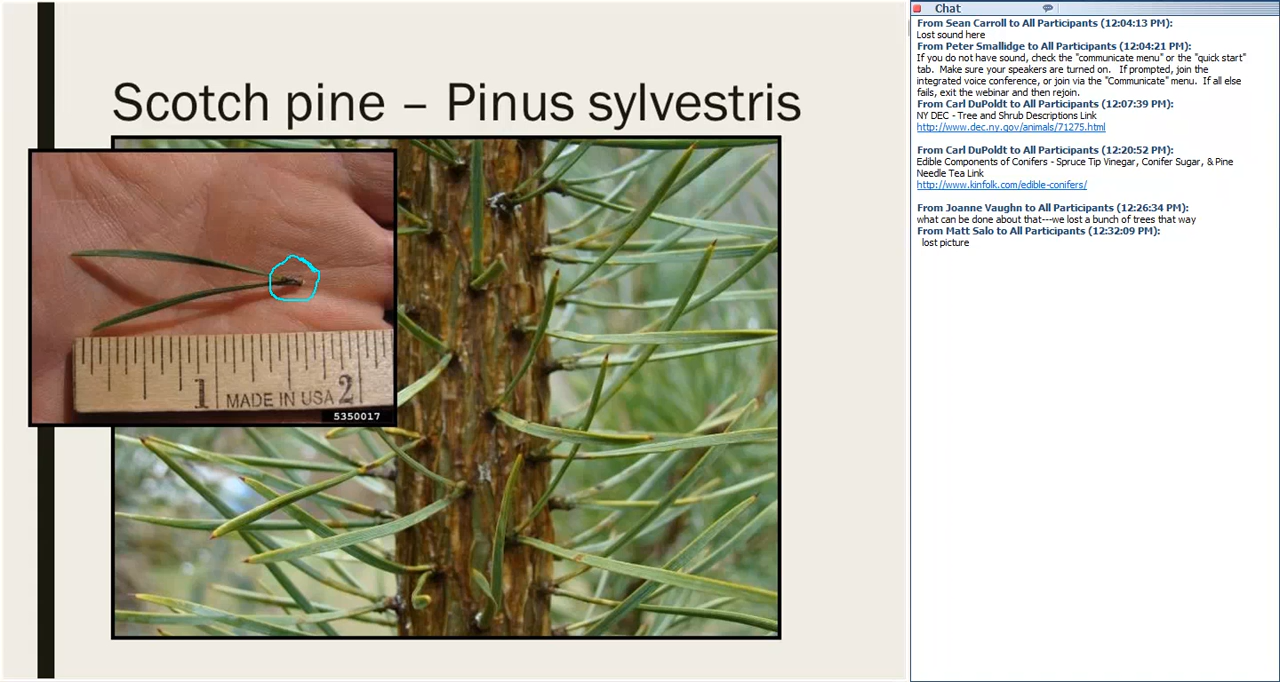 Scotch pine – Pinus sylvestris
1 MADE IN USA 2
5350017
Chat
From Sean Carroll to All Participants (12:04:13 PM):
Lost sound here
From Peter Smallidge to All Participants (12:04:21 PM):
If you do not have sound, check the "communicate menu" or the "quick start"
tab.  Make sure your speakers are turned on.   If prompted, join the
integrated voice conference, or join via the "Communicate" menu.  If all else
fails, exit the webinar and then rejoin.
From Carl DuPoldt to All Participants (12:07:39 PM):
NY DEC - Tree and Shrub Descriptions Link
http://www.dec.ny.gov/animals/71275.html
From Carl DuPoldt to All Participants (12:20:52 PM):
Edible Components of Conifers - Spruce Tip Vinegar, Conifer Sugar, & Pine
Needle Tea Link
http://www.kinfolk.com/edible-conifers/
From Joanne Vaughn to All Participants (12:26:34 PM):
what can be done about that---we lost a bunch of trees that way
From Matt Salo to All Participants (12:32:09 PM):
lost picture